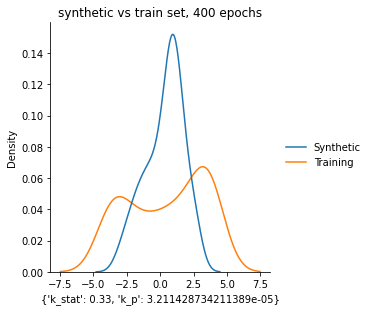 synthetic vs train set, 400 epochs
0.14
0.12
0.10
0.08
0.06
0.04
0.02
0.00
Density
Synthetic
Training
−7.5 −5.0 −2.5 0.0 2.5 5.0 7.5
{'k_stat': 0.33, 'k_p': 3.211428734211389e-05}